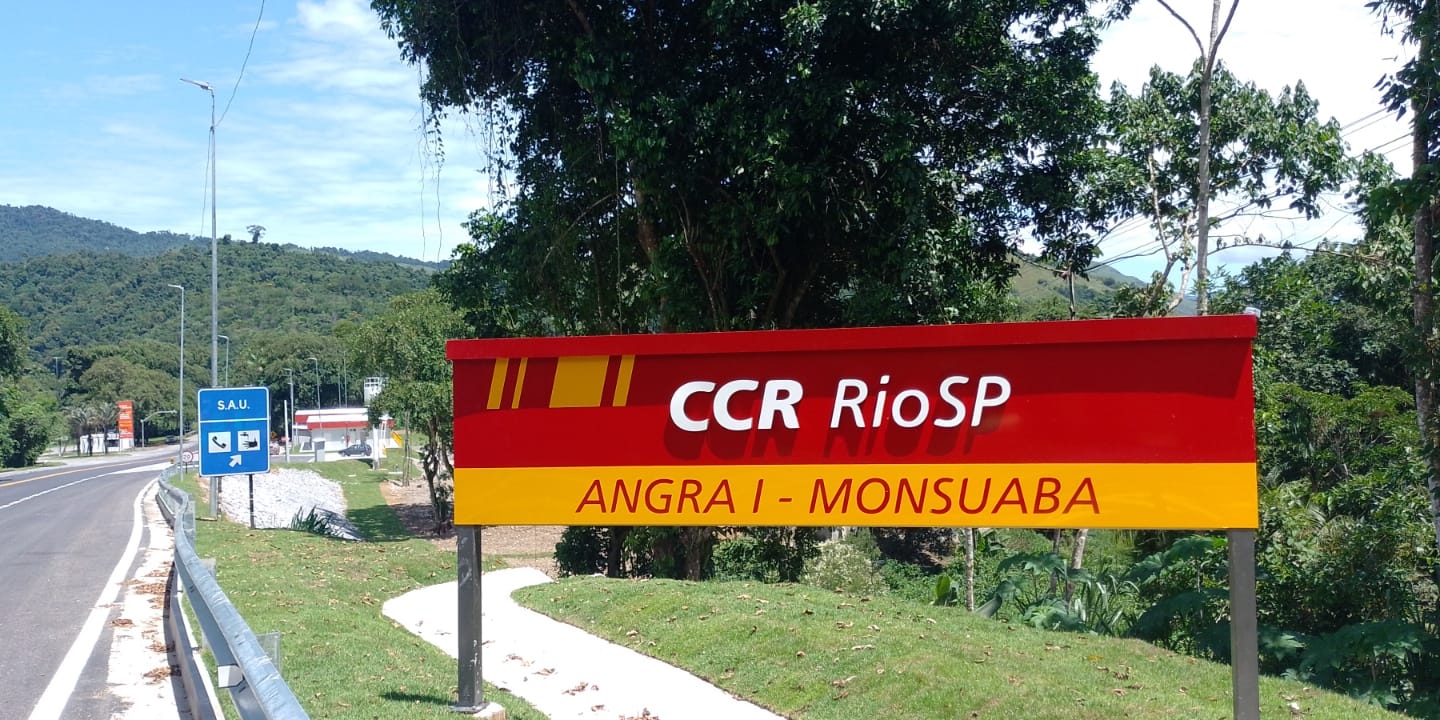 S.A.U.
CCR RioSP
ANGRA I - MONSUABA